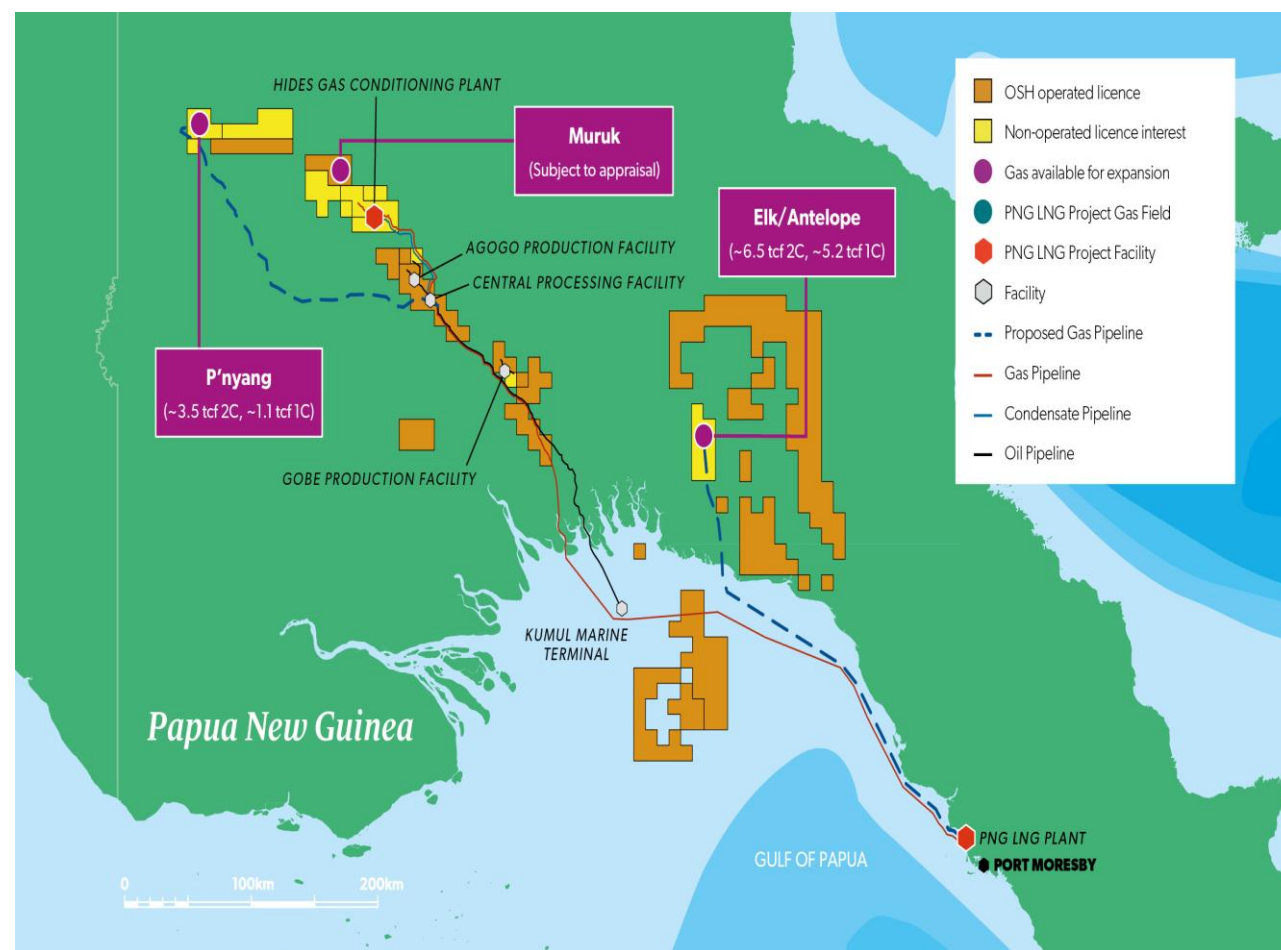 HIDES GAS CONDITIONING PLANT
Muruk
(Subject to appraisal)
OSH operated licence
Non-operated licence interest
Gas available for expansion
PNG LNG Project Gas Field
PNG LNG Project Facility
Facility
Proposed Gas Pipeline
Gas Pipeline
Condensate Pipeline
Oil Pipeline
Elk/Antelope
(~6.5 tcf 2C, ~5.2 tcf 1C)
AGOGO PRODUCTION FACILITY
CENTRAL PROCESSING FACILITY
P'nyang
(~3.5 tcf 2C, ~1.1 tcf 1C)
GOBE PRODUCTION FACILITY
KUMUL MARINE
TERMINAL
Papua New Guinea
PNG LNG PLANT
PORT MORESBY
GULF OF PAPUA
0 100km 200km